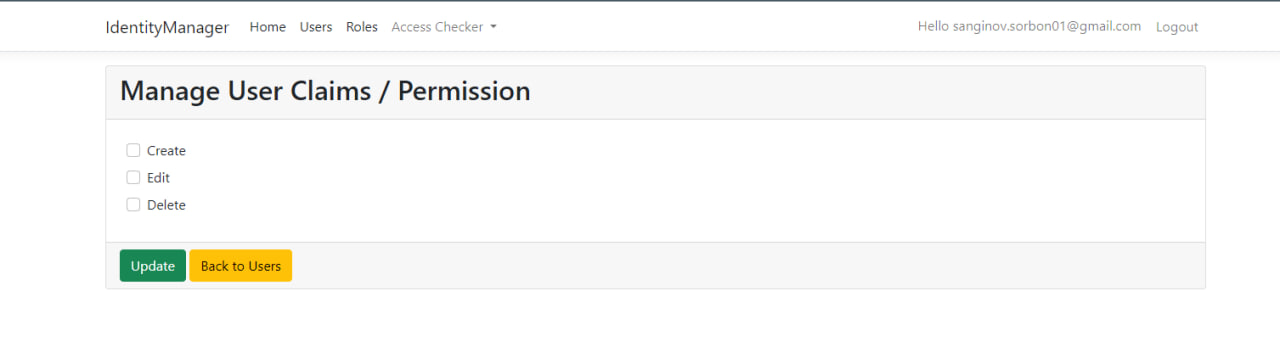 IdentityManager Home Users Roles Access Checker Hello sanginov.sorbon01@gmail.com Logout
Manage User Claims / Permission
Create
Edit
Delete
Update Back to Users